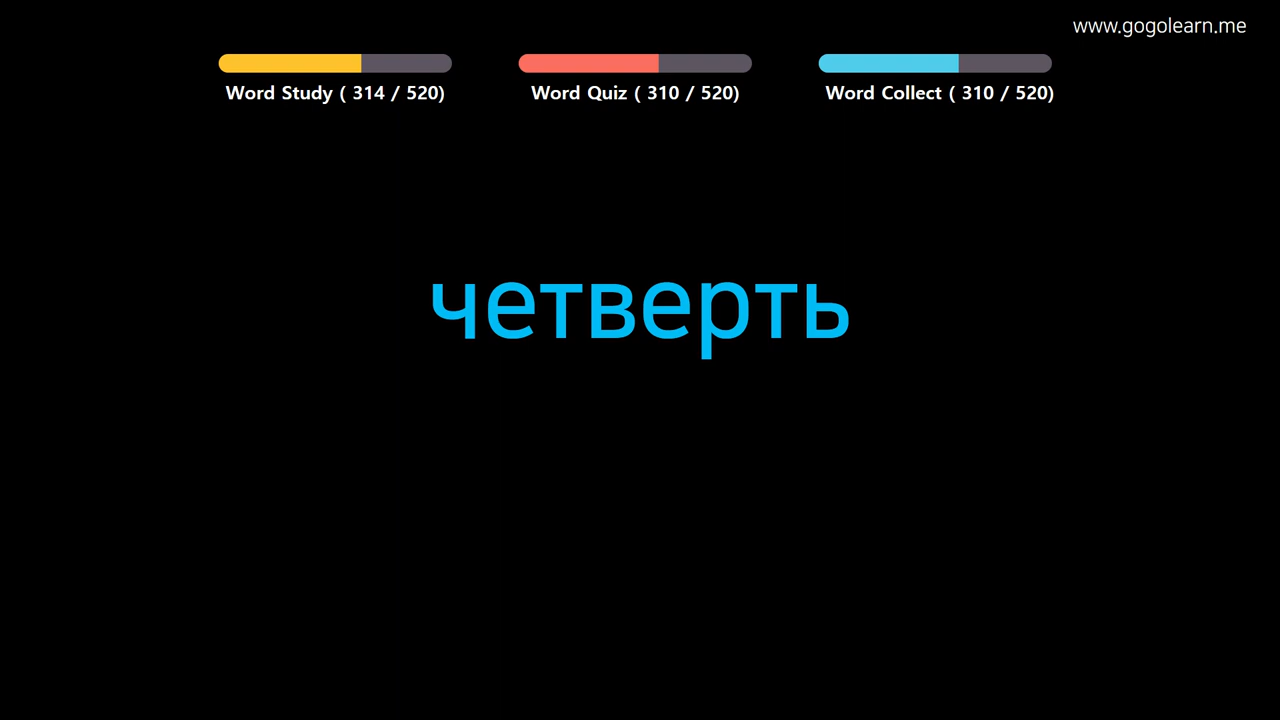 www.gogolearn.me
Word Study ( 314 / 520)
Word Quiz ( 310 / 520)
Word Collect ( 310 / 520)
четверть